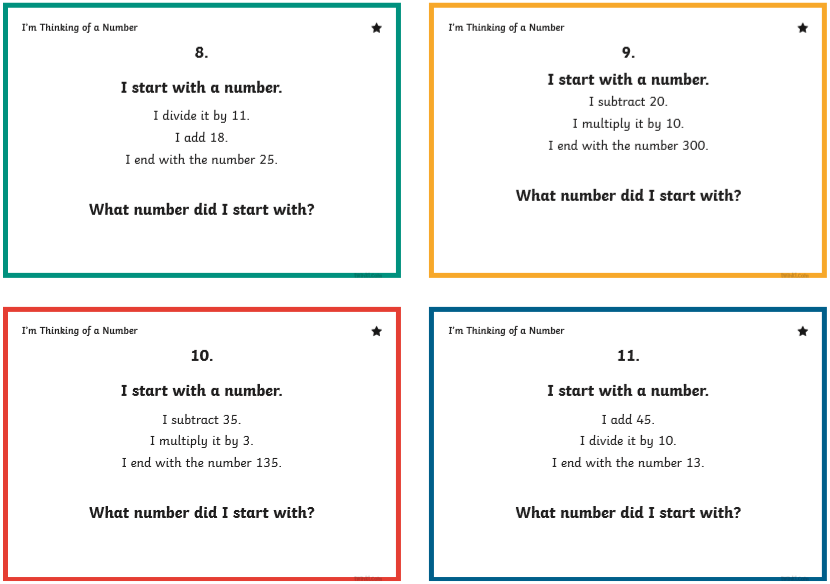 I'm Thinking of a Number
8.
I start with a number.
I divide it by 11.
I add 18.
I end with the number 25.
What number did I start with?
I'm Thinking of a Number
9.
I start with a number.
I subtract 20.
I multiply it by 10.
I end with the number 300.
What number did I start with?
I'm Thinking of a Number
10.
I start with a number.
I subtract 35.
I multiply it by 3.
I end with the number 135.
What number did I start with?
I'm Thinking of a Number
11.
I start with a number.
I add 45.
I divide it by 10.
I end with the number 13.
What number did I start with?